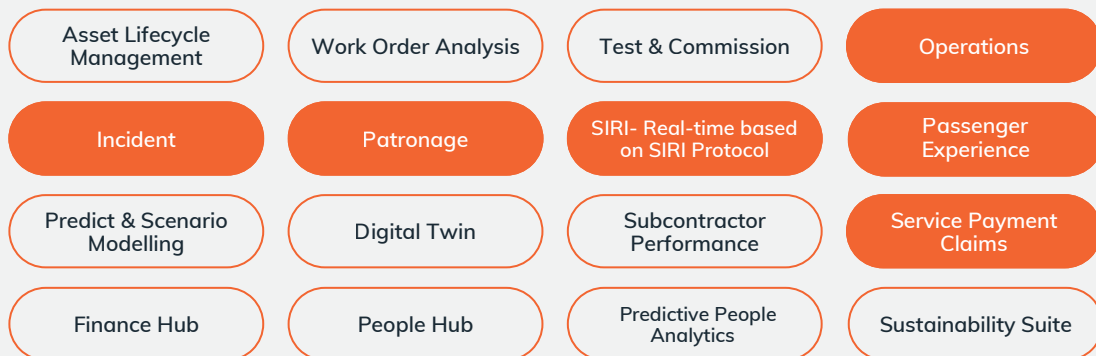 Asset Lifecycle
Management
Work Order Analysis
Test & Commission
Operations
Incident
Patronage
SIRI- Real-time based
on SIRI Protocol
Passenger
Experience
Predict & Scenario
Modelling
Digital Twin
Subcontractor
Performance
Service Payment
Claims
Finance Hub
People Hub
Predictive People
Analytics
Sustainability Suite